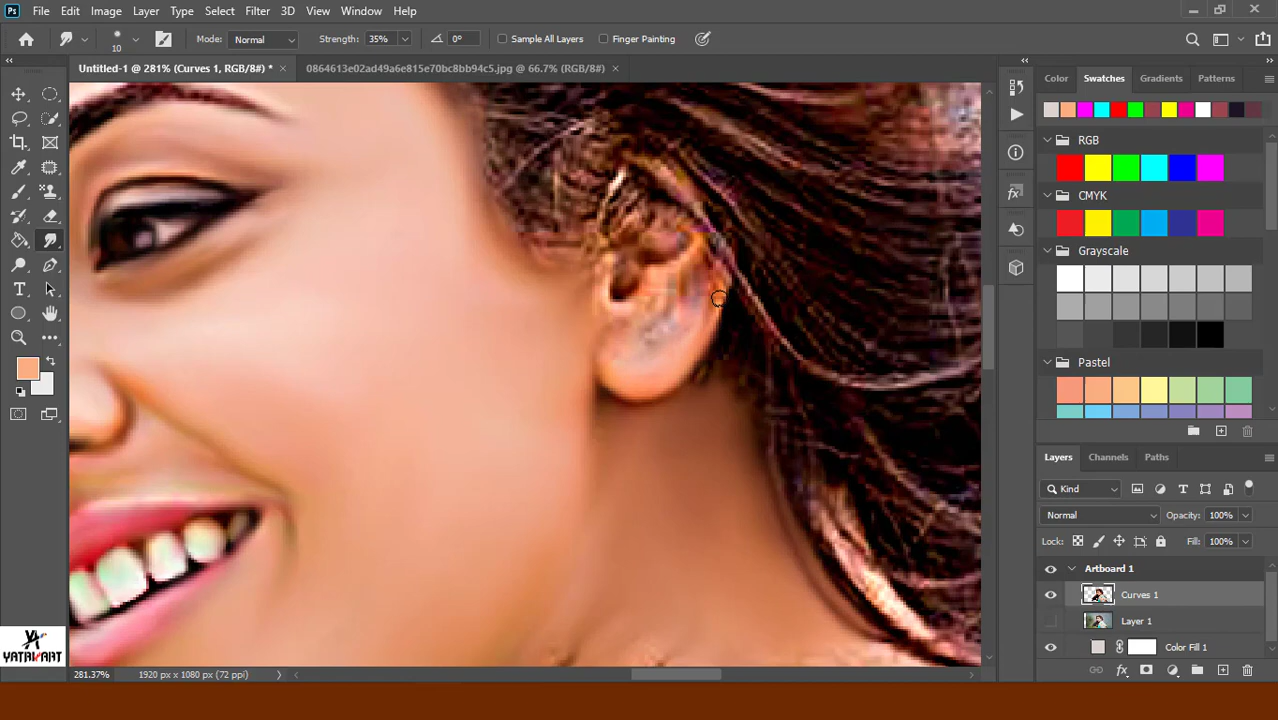 Ps File Edit Image Layer Type Select Filter 3D View Window Help
10 Mode: Normal Strength: 35% 0° Sample All Layers Finger Painting
Untitled-1 @ 281% (Curves 1, RGB/8#) * × 0864613e02ad49a6e815e70bc8bb94c5.jpg @ 66.7% (RGB/8#) ×
Color Swatches Gradients Patterns
RGB
CMYK
Grayscale
Pastel
Layers Channels Paths
Kind
Normal Opacity: 100%
Lock: Fill: 100%
Artboard 1
Curves 1
Layer 1
Color Fill 1
YATRI ART
281.37% 1920 px x 1080 px (72 ppi)